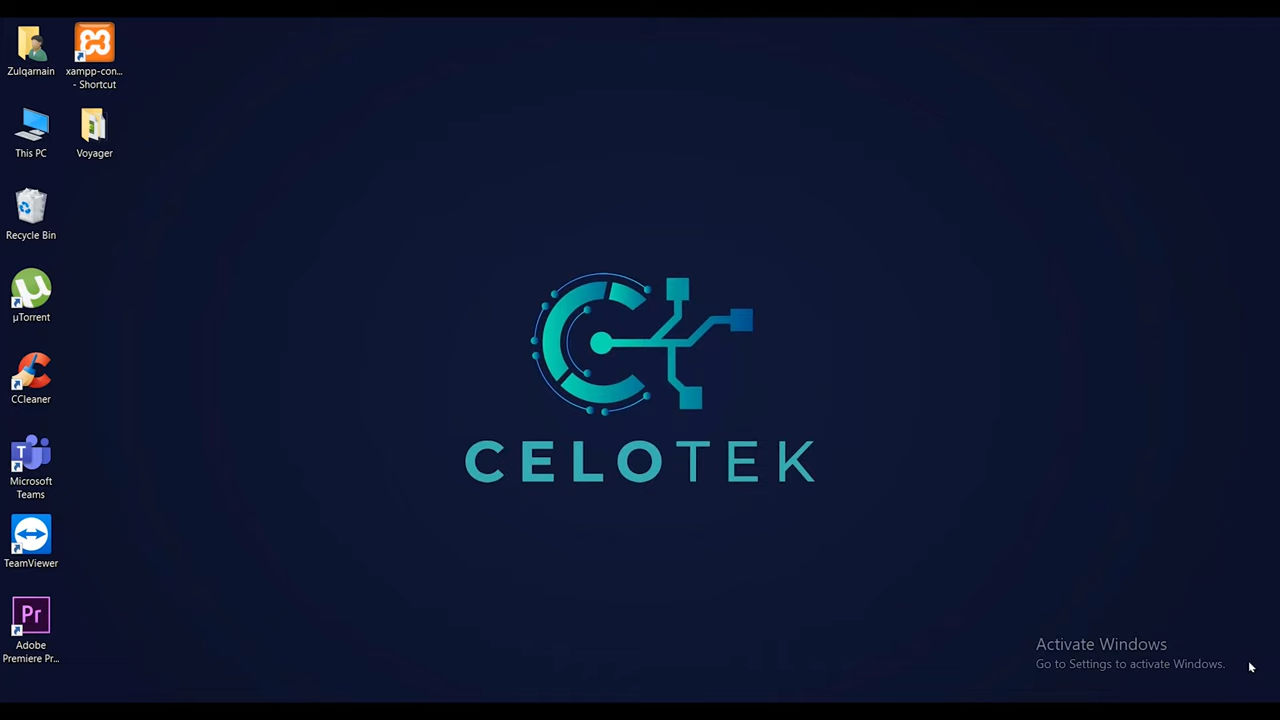 Zulqarnain
xampp-con...
- Shortcut
This PC
Voyager
Recycle Bin
µTorrent
CCleaner
Microsoft
Teams
TeamViewer
Pr
Adobe
Premiere Pr...
CELOTEK
Activate Windows
Go to Settings to activate Windows.